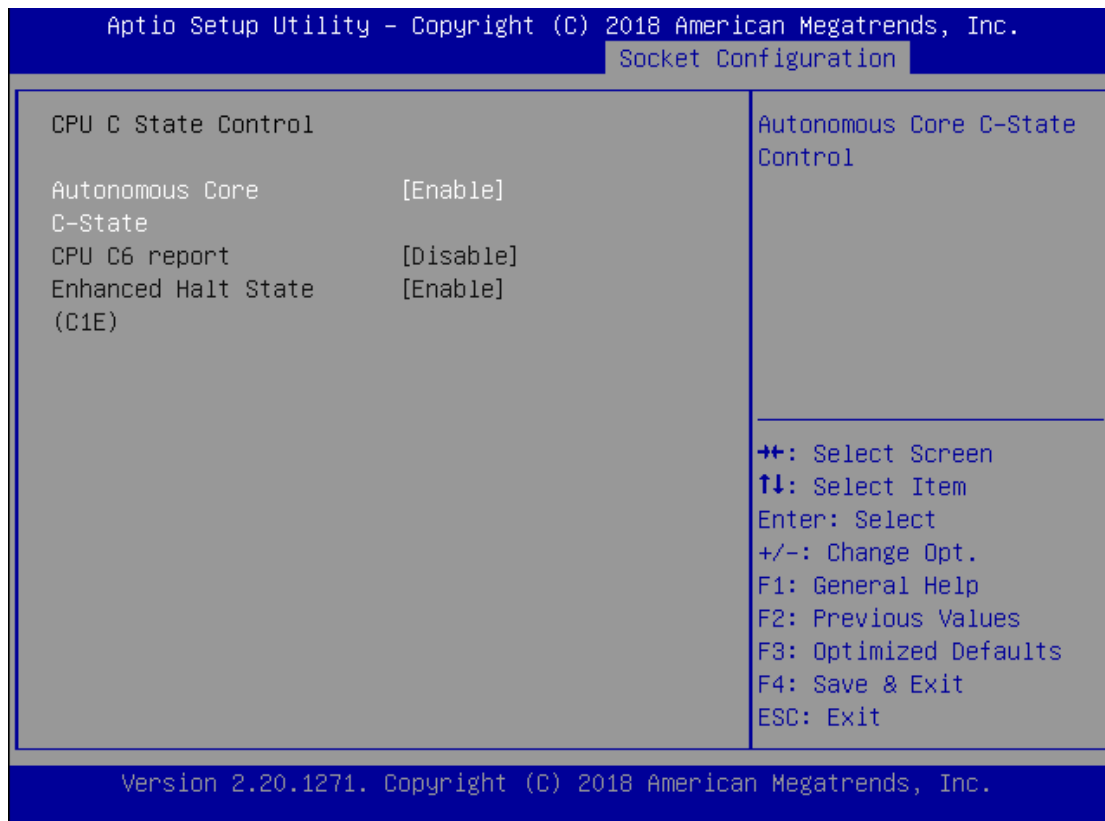 Aptio Setup Utility – Copyright (C) 2018 American Megatrends, Inc.
Socket Configuration
CPU C State Control
Autonomous Core [Enable]
C-State
CPU C6 report [Disable]
Enhanced Halt State [Enable]
(C1E)
Autonomous Core C-State
Control
→←: Select Screen
↑↓: Select Item
Enter: Select
+/-: Change Opt.
F1: General Help
F2: Previous Values
F3: Optimized Defaults
F4: Save & Exit
ESC: Exit
Version 2.20.1271. Copyright (C) 2018 American Megatrends, Inc.